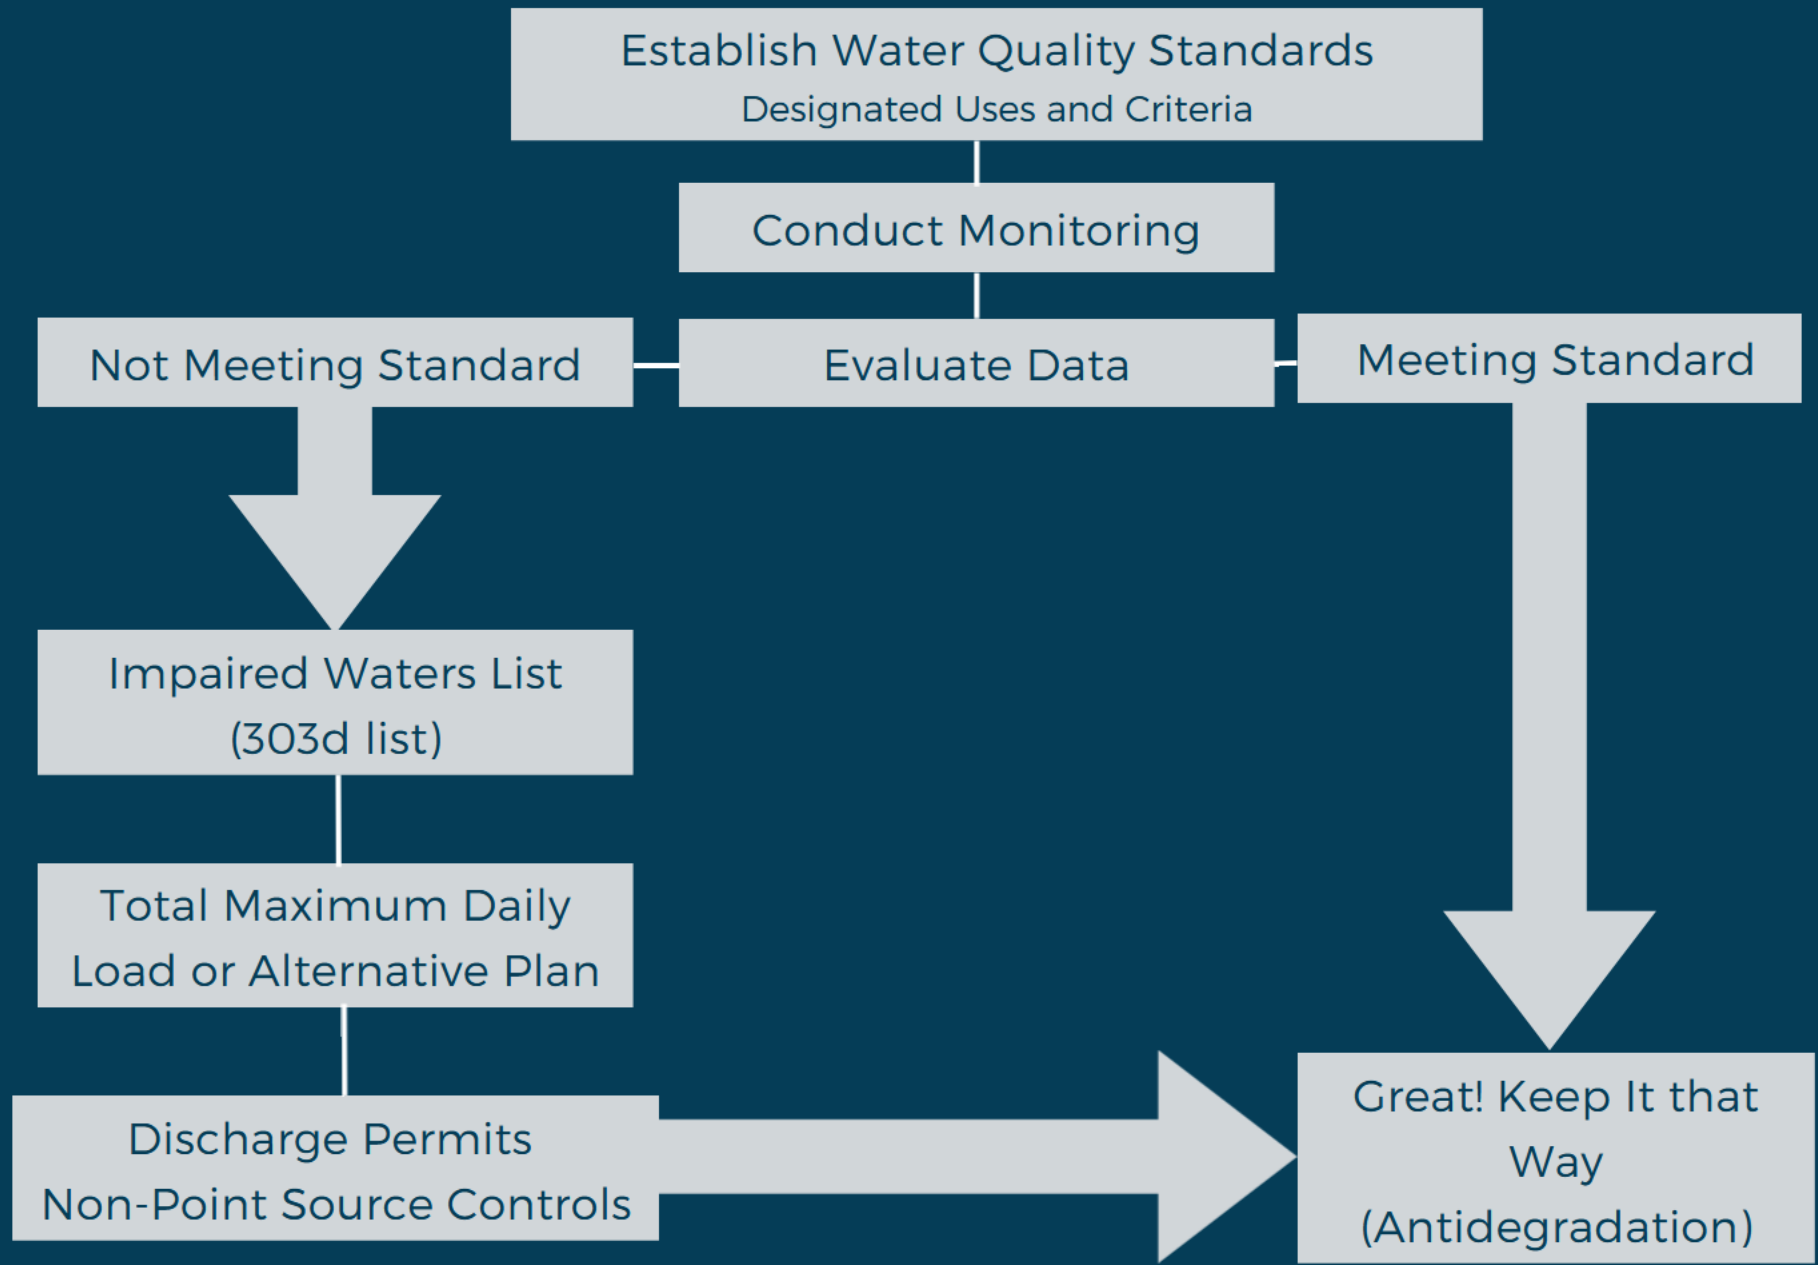 Establish Water Quality Standards
Designated Uses and Criteria
Conduct Monitoring
Not Meeting Standard
Evaluate Data
Meeting Standard
Impaired Waters List
(303d list)
Total Maximum Daily
Load or Alternative Plan
Discharge Permits
Non-Point Source Controls
Great! Keep It that
Way
(Antidegradation)